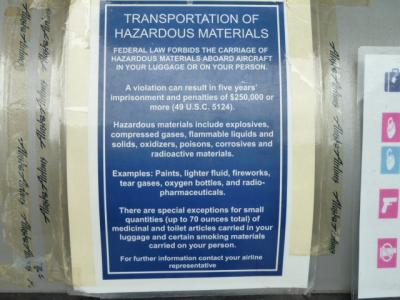 TRANSPORTATION OF
HAZARDOUS MATERIALS
FEDERAL LAW FORBIDS THE CARRIAGE OF
HAZARDOUS MATERIALS ABOARD AIRCRAFT
IN YOUR LUGGAGE OR ON YOUR PERSON.
A violation can result in five years'
imprisonment and penalties of $250,000 or
more (49 U.S.C. 5124).
Hazardous materials include explosives,
compressed gases, flammable liquids and
solids, oxidizers, poisons, corrosives and
radioactive materials.
Examples: Paints, lighter fluid, fireworks,
tear gases, oxygen bottles, and radio-
pharmaceuticals.
There are special exceptions for small
quantities (up to 70 ounces total) of
medicinal and toilet articles carried in your
luggage and certain smoking materials
carried on your person.
For further information contact your airline
representative